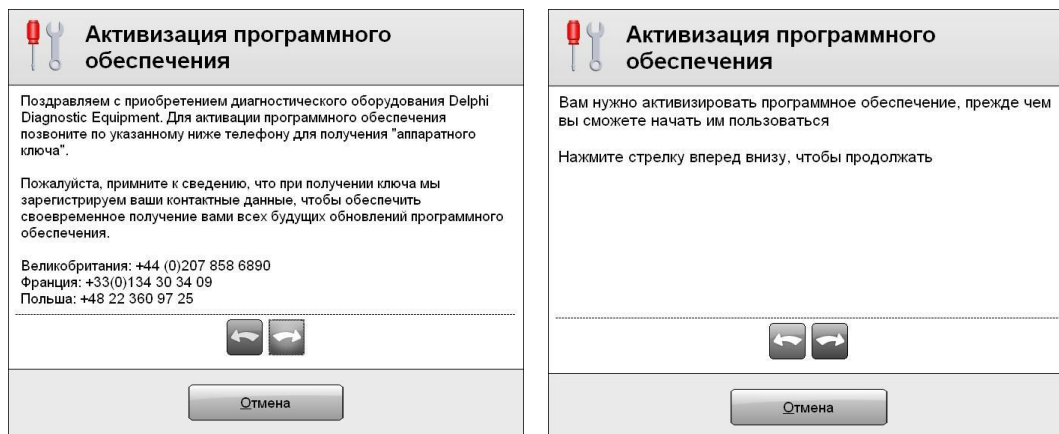 Активизация программного
обеспечения
Поздравляем с приобретением диагностического оборудования Delphi
Diagnostic Equipment. Для активации программного обеспечения
позвоните по указанному ниже телефону для получения "аппаратного
ключа".
Пожалуйста, примните к сведению, что при получении ключа мы
зарегистрируем ваши контактные данные, чтобы обеспечить
своевременное получение вами всех будущих обновлений программного
обеспечения.
Великобритания: +44 (0)207 858 6890
Франция: +33(0)134 30 34 09
Польша: +48 22 360 97 25
Отмена
Активизация программного
обеспечения
Вам нужно активизировать программное обеспечение, прежде чем
вы сможете начать им пользоваться
Нажмите стрелку вперед внизу, чтобы продолжать
Отмена